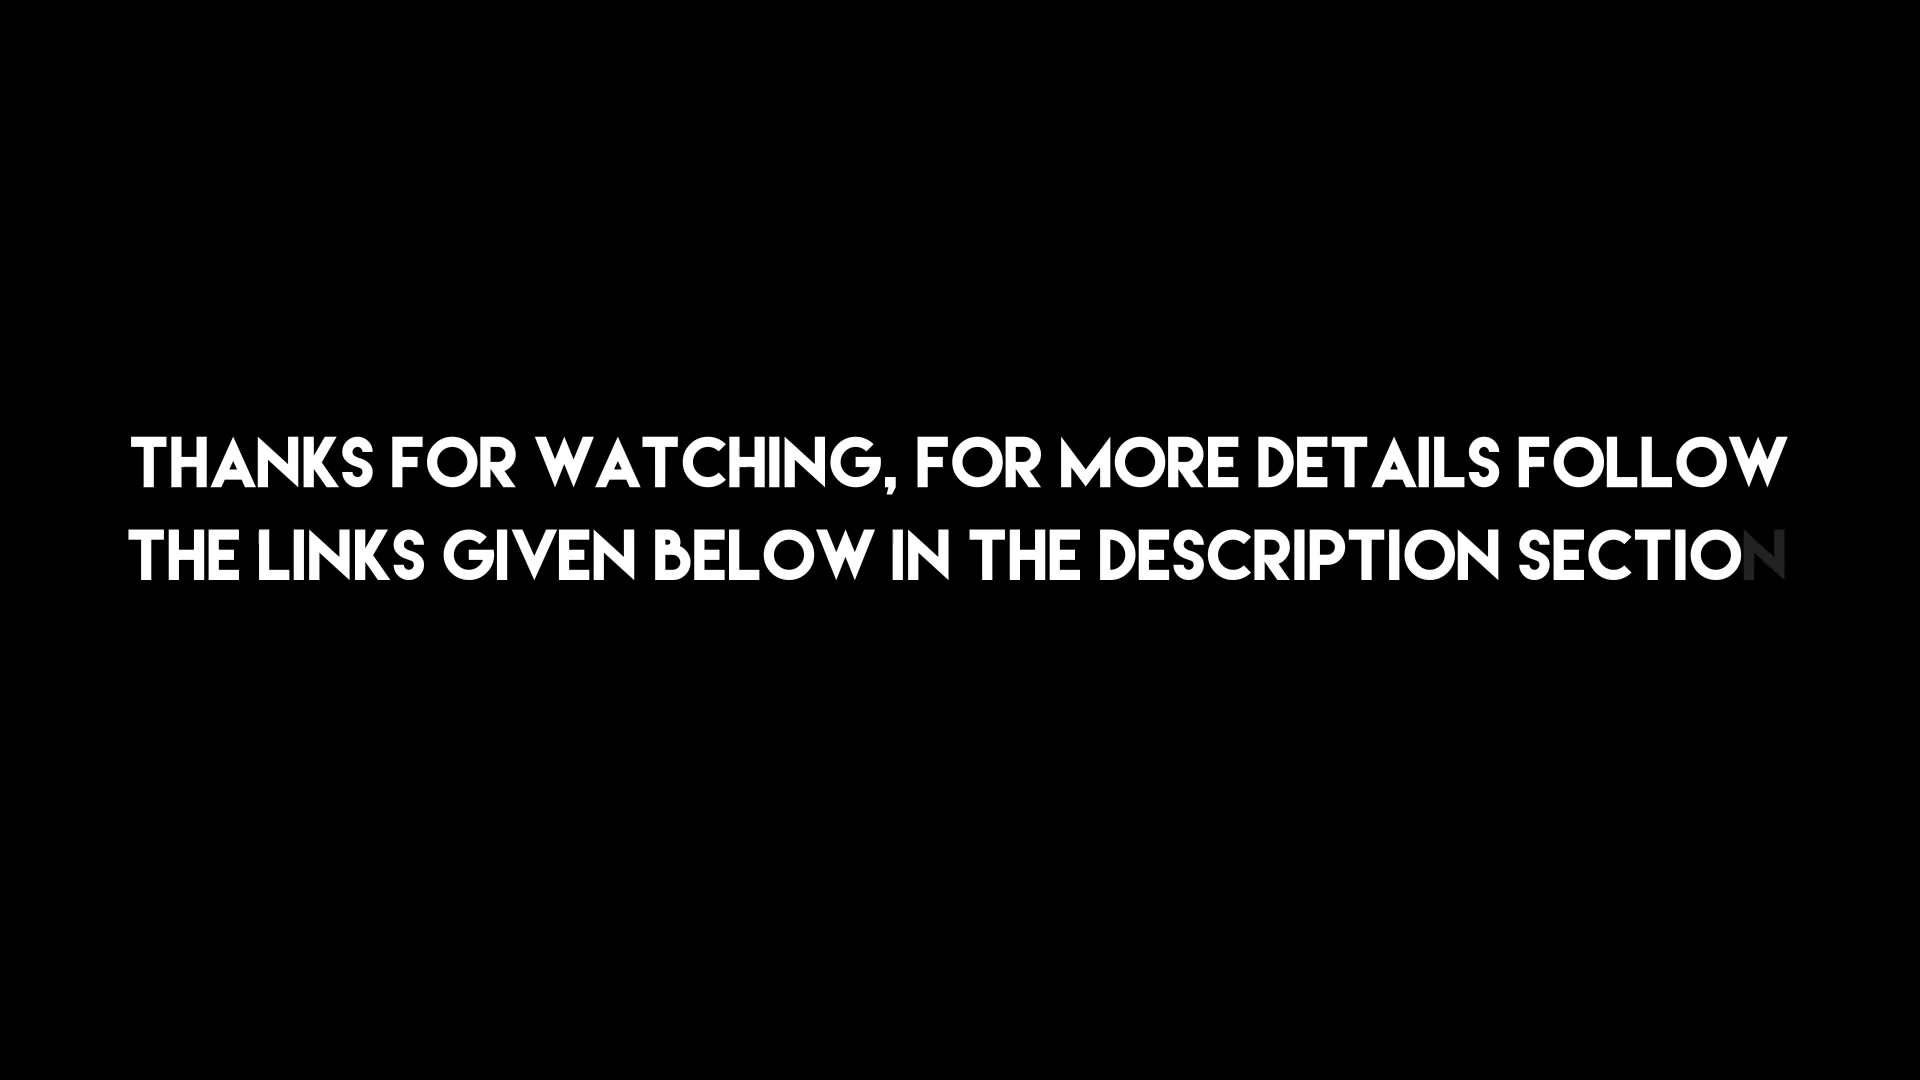 THANKS FOR WATCHING, FOR MORE DETAILS FOLLOW
THE LINKS GIVEN BELOW IN THE DESCRIPTION SECTION